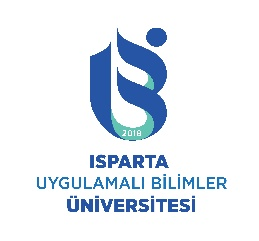 2018
ISPARTA
UYGULAMALI BİLİMLER
ÜNİVERSİTESİ